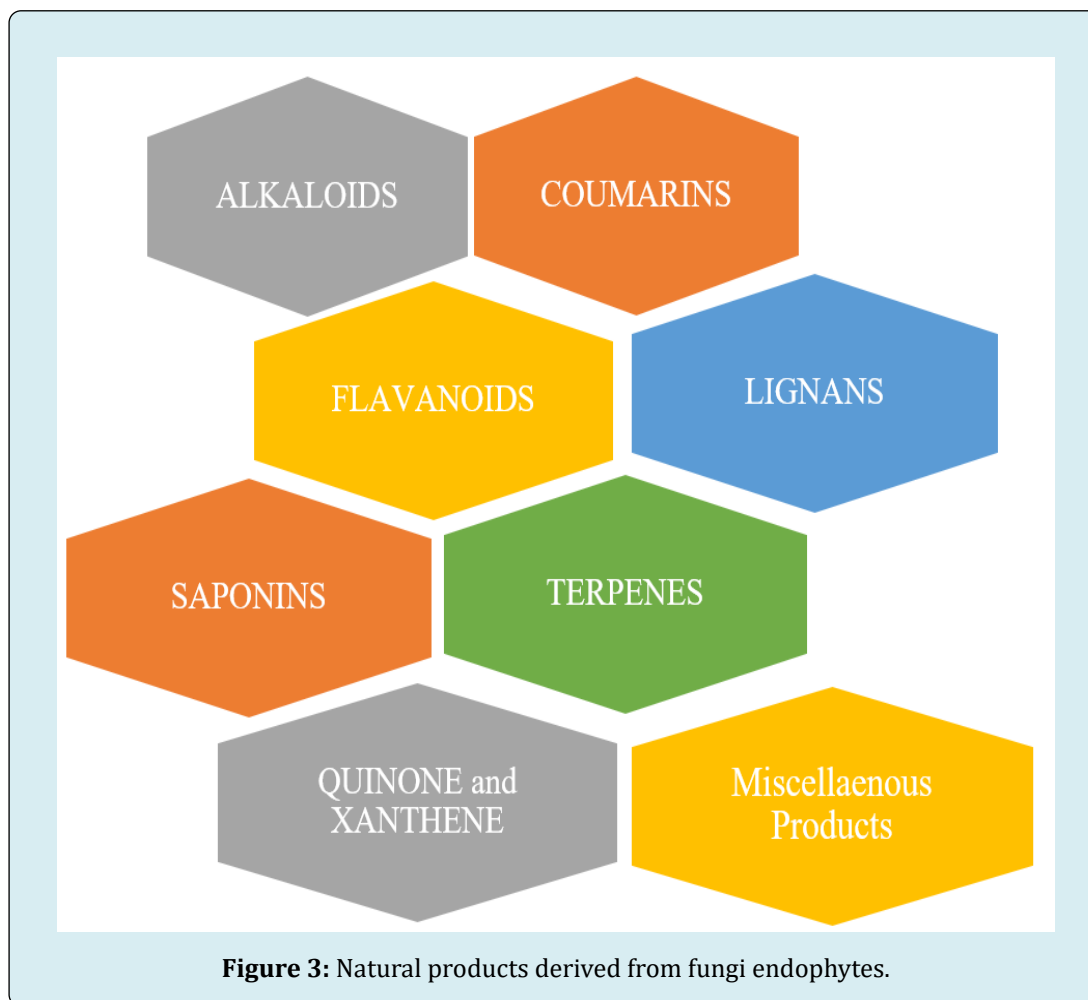 ALKALOIDS
COUMARINS
FLAVANOIDS
LIGNANS
SAPONINS
TERPENES
QUINONE and
XANTHENE
Miscellaenous
Products
Figure 3: Natural products derived from fungi endophytes.